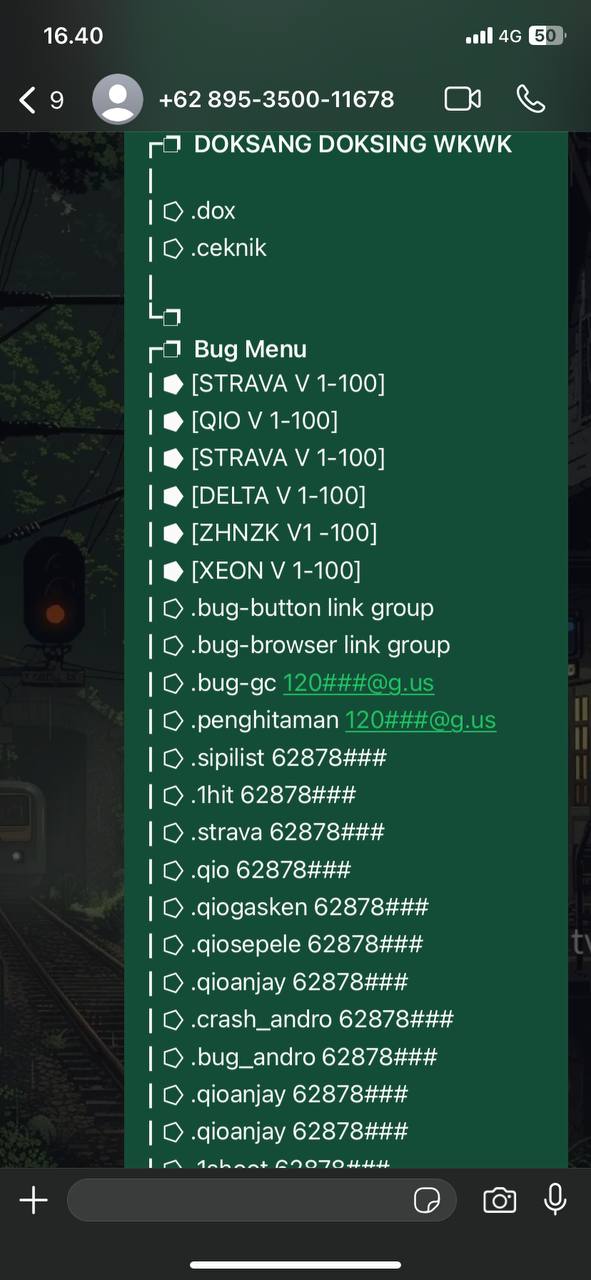 16.40
4G 50
9 +62 895-3500-11678
DOKSANG DOKSING WKWK
.dox
.ceknik
Bug Menu
[STRAVA V 1-100]
[QIO V 1-100]
[STRAVA V 1-100]
[DELTA V 1-100]
[ZHNZK V1 -100]
[XEON V 1-100]
.bug-button link group
.bug-browser link group
.bug-gc 120###@g.us
.penghitaman 120###@g.us
.sipilist 62878###
.1hit 62878###
.strava 62878###
.qio 62878###
.qiogasken 62878###
.qiosepele 62878###
.qioanjay 62878###
.crash_andro 62878###
.bug_andro 62878###
.qioanjay 62878###
.qioanjay 62878###